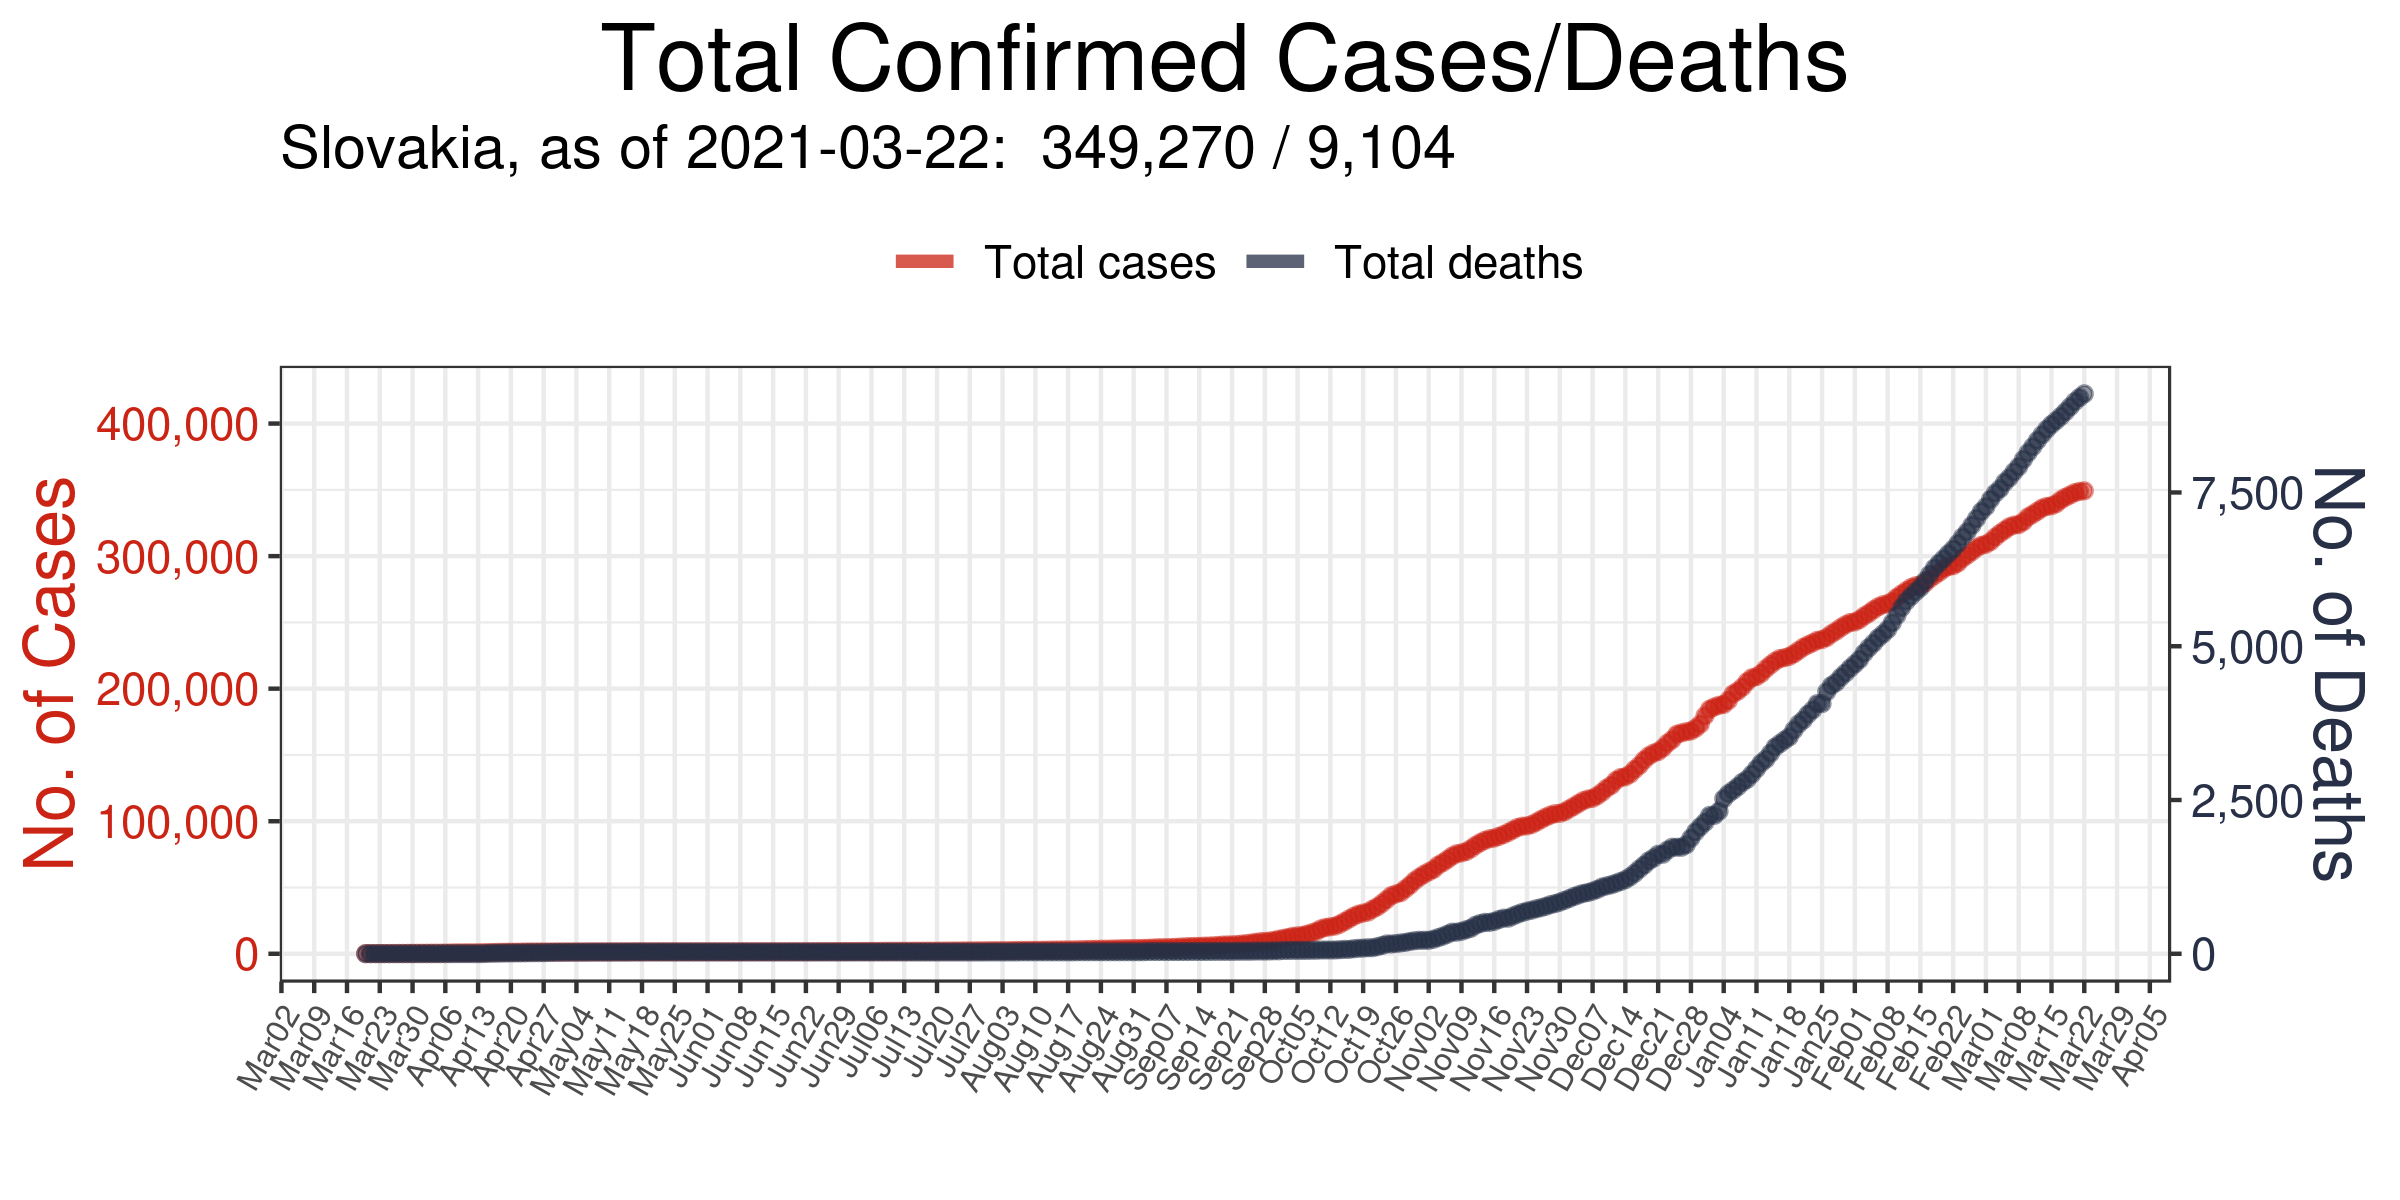 Total Confirmed Cases/Deaths
Slovakia, as of 2021-03-22:  349,270 / 9,104
Total cases
Total deaths
No. of Cases
400,000
300,000
200,000
100,000
0
7,500
5,000
2,500
0
No. of Deaths
Mar02
Mar09
Mar16
Mar23
Mar30
Apr06
Apr13
Apr20
Apr27
May04
May11
May18
May25
Jun01
Jun08
Jun15
Jun22
Jun29
Jul06
Jul13
Jul20
Jul27
Aug03
Aug10
Aug17
Aug24
Aug31
Sep07
Sep14
Sep21
Sep28
Oct05
Oct12
Oct19
Oct26
Nov02
Nov09
Nov16
Nov23
Nov30
Dec07
Dec14
Dec21
Dec28
Jan04
Jan11
Jan18
Jan25
Feb01
Feb08
Feb15
Feb22
Mar01
Mar08
Mar15
Mar22
Mar29
Apr05